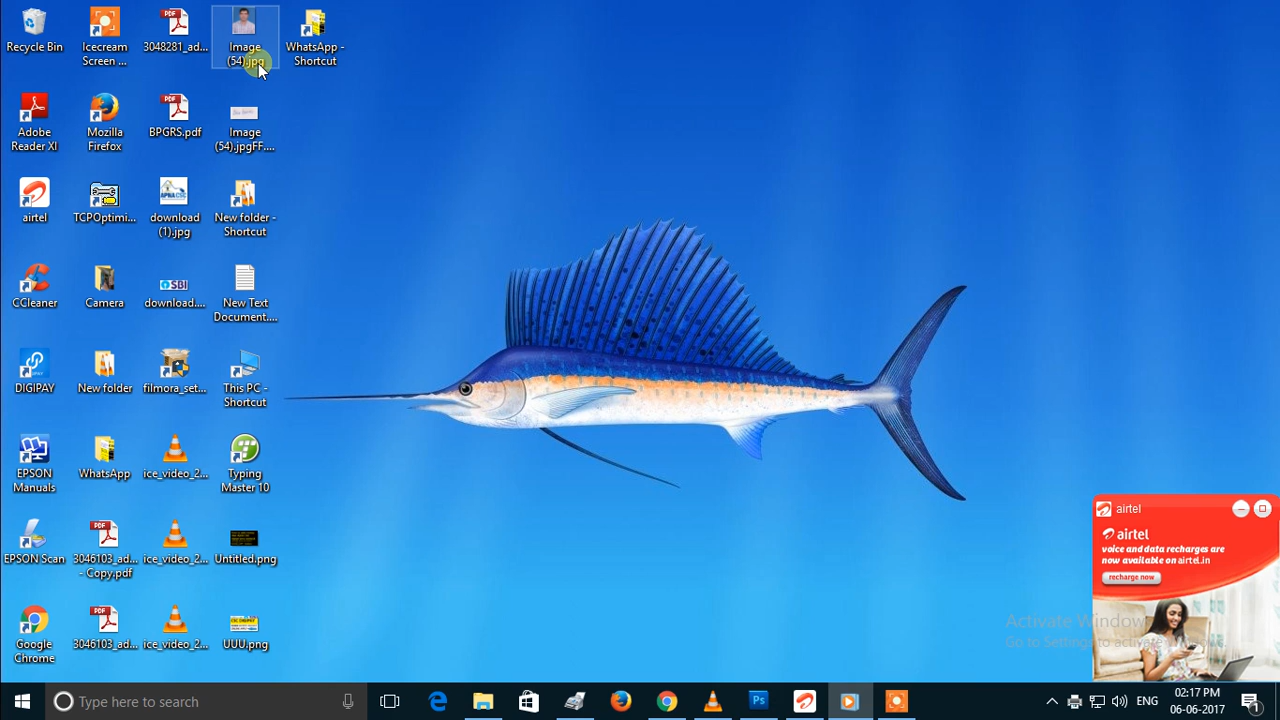 Recycle Bin
Icecream
Screen ...
3048281_ad...
Image
(54).jpg
WhatsApp -
Shortcut
Adobe
Reader XI
Mozilla
Firefox
BPGRS.pdf
Image
(54).jpgFF....
airtel
TCPOptimi...
download
(1).jpg
New folder -
Shortcut
CCleaner
Camera
SBI
download....
New Text
Document....
DIGIPAY
New folder
filmora_set...
This PC -
Shortcut
EPSON
Manuals
WhatsApp
ice_video_2...
Typing
Master 10
EPSON Scan
3046103_ad...
- Copy.pdf
ice_video_2...
Untitled.png
Google
Chrome
3046103_ad...
ice_video_2...
UUU.png
airtel
airtel
voice and data recharges are
now available on airtel.in
recharge now
Activate Windows
Go to Settings to activate Windows.
Type here to search
ENG
02:17 PM
06-06-2017